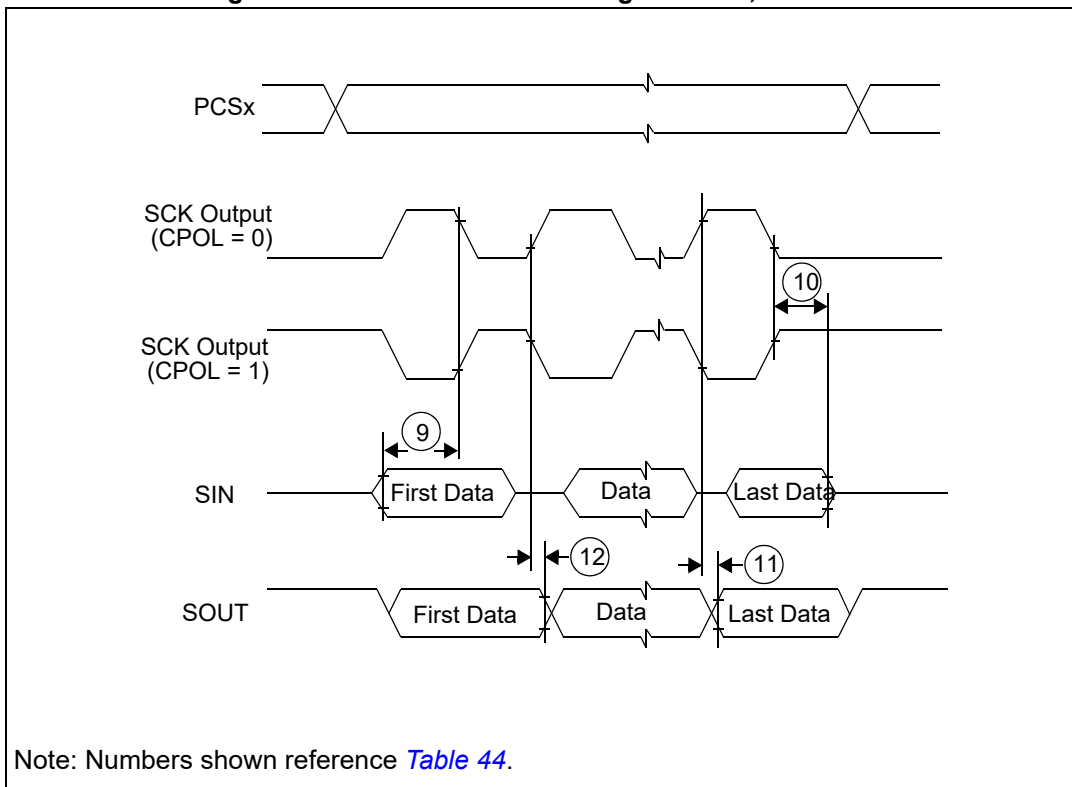 PCSx
SCK Output
(CPOL = 0)
10
SCK Output
(CPOL = 1)
9
SIN
First Data
Data
Last Data
12
11
SOUT
First Data
Data
Last Data
Note: Numbers shown reference Table 44.